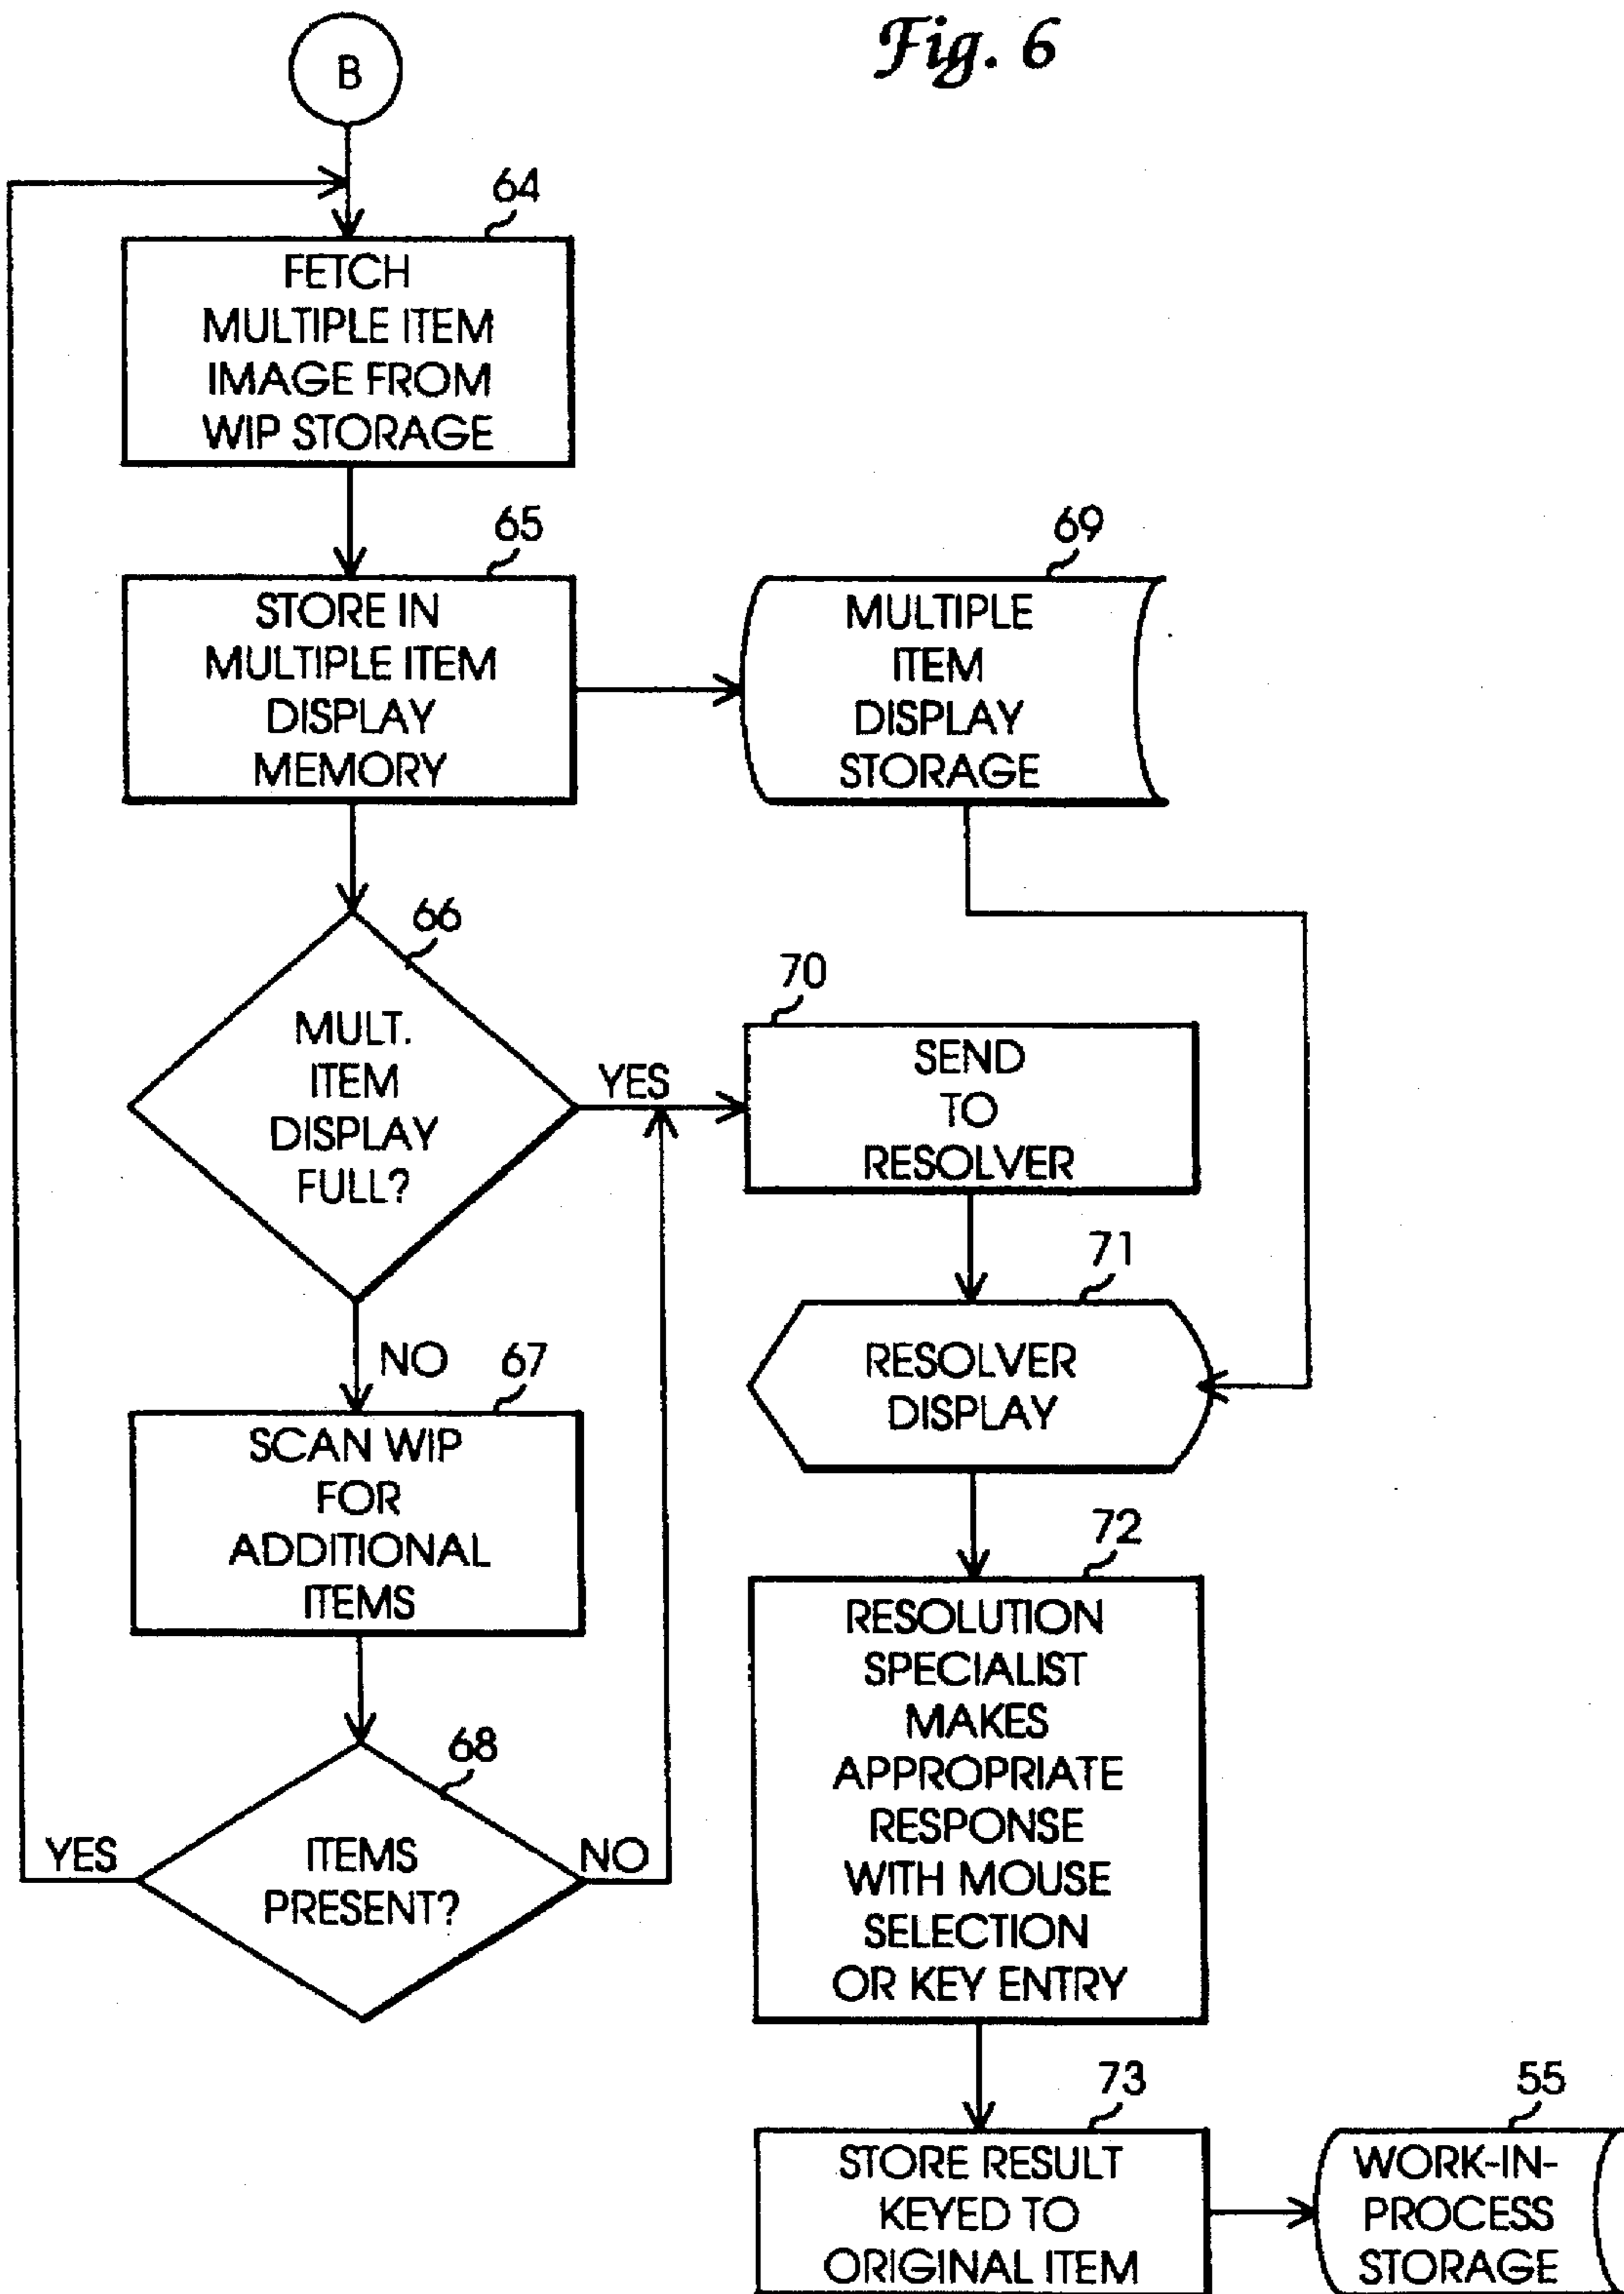 Fig. 6
B
64
FETCH
MULTIPLE ITEM
IMAGE FROM
WIP STORAGE
65
STORE IN
MULTIPLE ITEM
DISPLAY
MEMORY
69
MULTIPLE
ITEM
DISPLAY
STORAGE
66
MULT.
ITEM
DISPLAY
FULL?
YES
NO
70
SEND
TO
RESOLVER
71
RESOLVER
DISPLAY
67
SCAN WIP
FOR
ADDITIONAL
ITEMS
68
ITEMS
PRESENT?
YES
NO
72
RESOLUTION
SPECIALIST
MAKES
APPROPRIATE
RESPONSE
WITH MOUSE
SELECTION
OR KEY ENTRY
73
STORE RESULT
KEYED TO
ORIGINAL ITEM
55
WORK-IN-
PROCESS
STORAGE